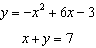 y = −x² + 6x − 3
x + y = 7